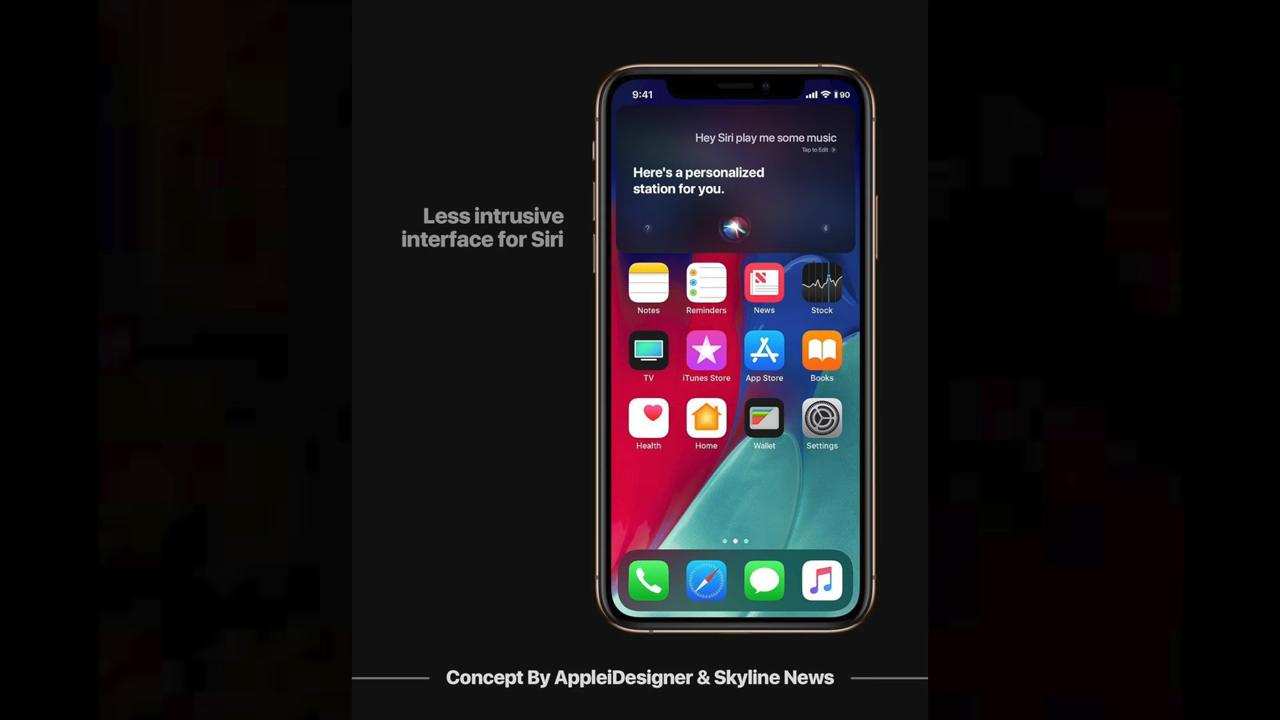 9:41
90
Hey Siri play me some music
Tap to Edit
Here's a personalized
station for you.
?
Less intrusive
interface for Siri
Notes Reminders News Stock
TV iTunes Store App Store Books
Health Home Wallet Settings
Concept By AppleiDesigner & Skyline News